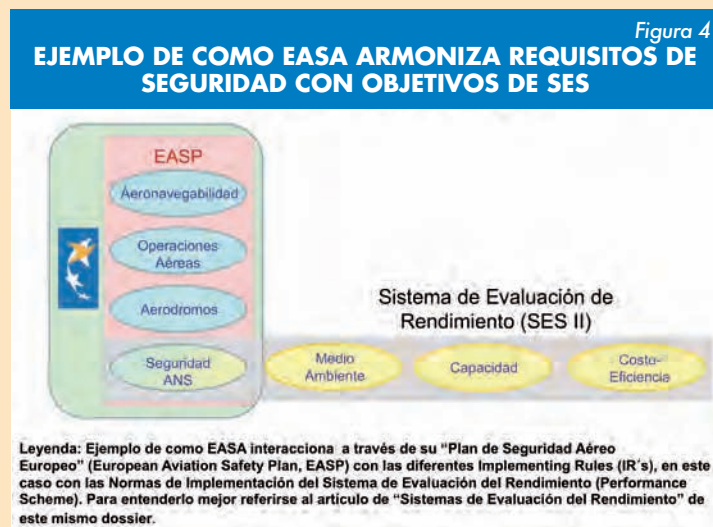 Figura 4
EJEMPLO DE COMO EASA ARMONIZA REQUISITOS DE
SEGURIDAD CON OBJETIVOS DE SES
EASP
Aeronavegabilidad
Operaciones
Aéreas
Aerodromos
Seguridad
ANS
Sistema de Evaluación de
Rendimiento (SES II)
Medio
Ambiente
Capacidad
Costo-
Eficiencia
Leyenda: Ejemplo de como EASA interacciona a través de su “Plan de Seguridad Aéreo
Europeo” (European Aviation Safety Plan, EASP) con las diferentes Implementing Rules (IR´s), en este
caso con las Normas de Implementación del Sistema de Evaluación del Rendimiento (Performance
Scheme). Para entenderlo mejor referirse al artículo de “Sistemas de Evaluación del Rendimiento” de
este mismo dossier.